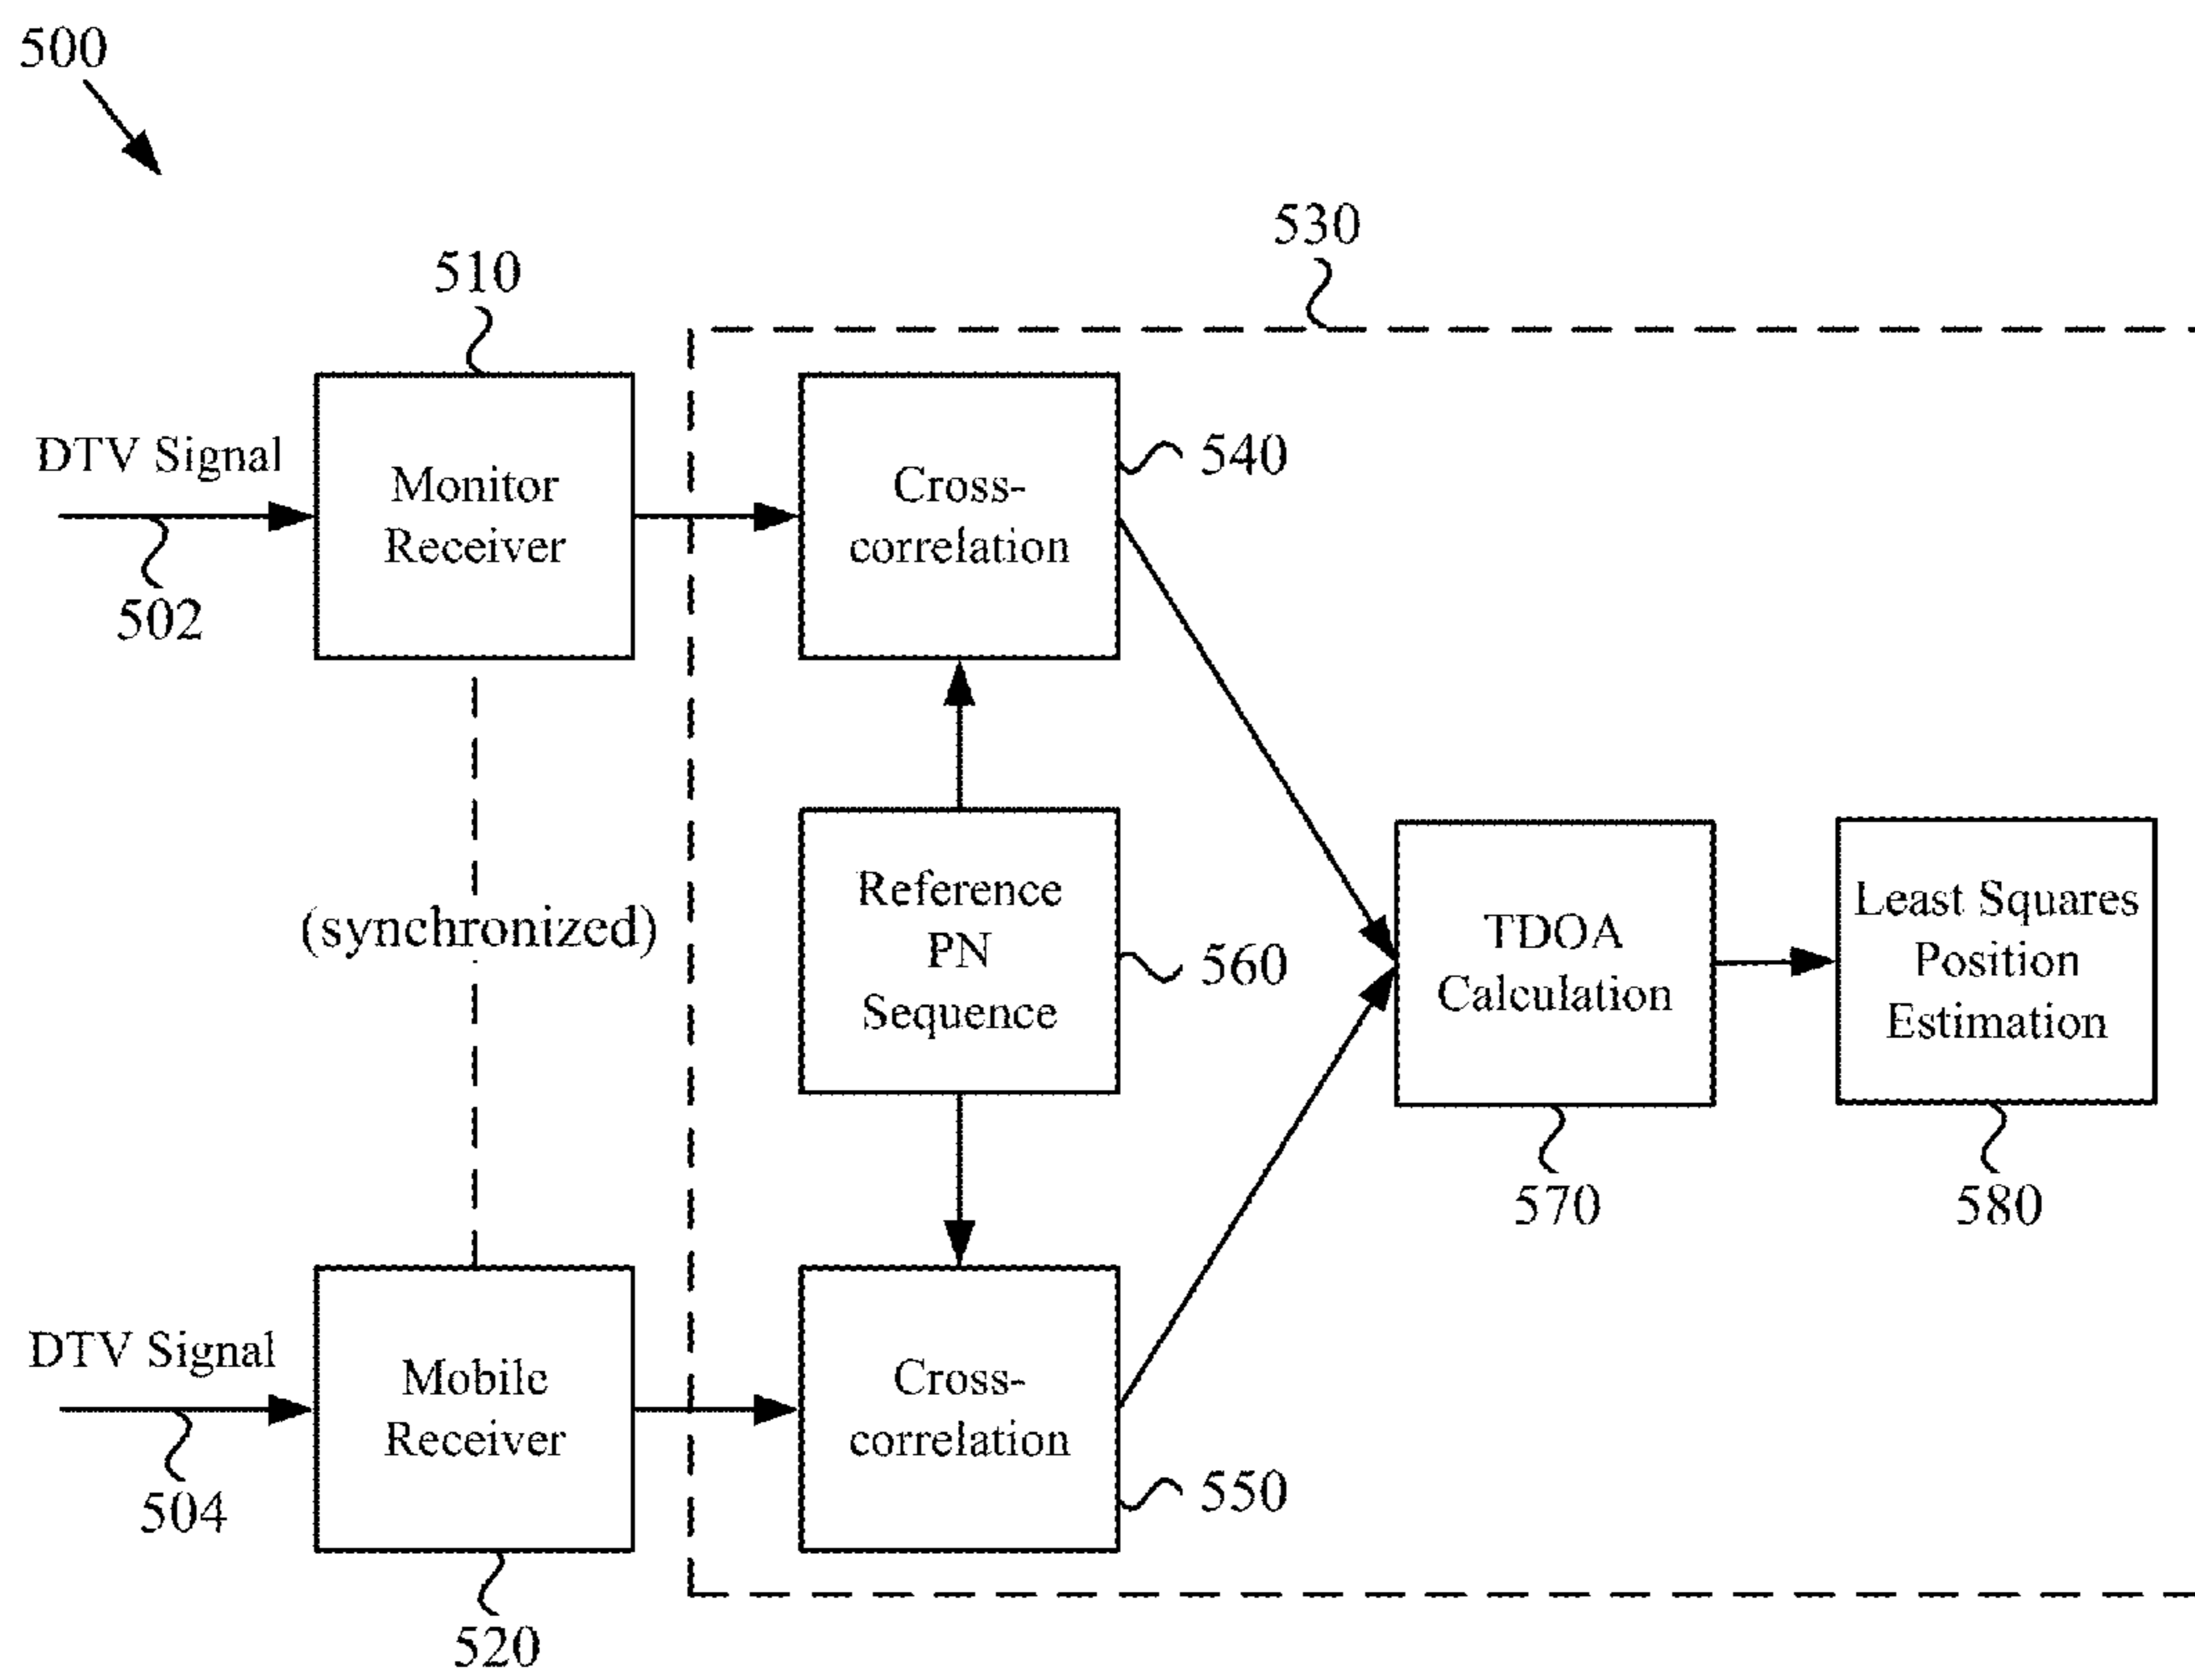 500
530
510
DTV Signal
Monitor
Receiver
502
Cross-
correlation
540
(synchronized)
Reference
PN
Sequence
560
TDOA
Calculation
570
Least Squares
Position
Estimation
580
DTV Signal
Mobile
Receiver
504
520
Cross-
correlation
550